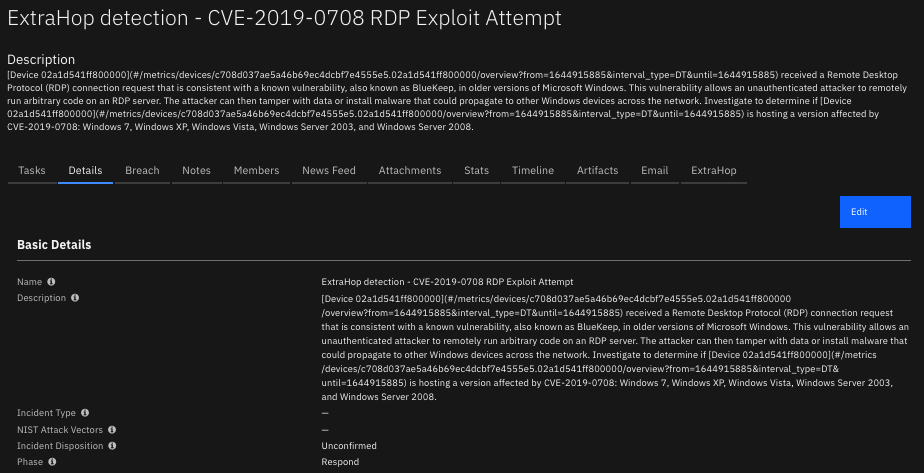 ExtraHop detection - CVE-2019-0708 RDP Exploit Attempt
Description
[Device 02a1d541ff800000](#/metrics/devices/c708d037ae5a46b69ec4dcbf7e4555e5.02a1d541ff800000/overview?from=1644915885&interval_type=DT&until=1644915885) received a Remote Desktop
Protocol (RDP) connection request that is consistent with a known vulnerability, also known as BlueKeep, in older versions of Microsoft Windows. This vulnerability allows an unauthenticated attacker to remotely
run arbitrary code on an RDP server. The attacker can then tamper with data or install malware that could propagate to other Windows devices across the network. Investigate to determine if [Device
02a1d541ff800000](#/metrics/devices/c708d037ae5a46b69ec4dcbf7e4555e5.02a1d541ff800000/overview?from=1644915885&interval_type=DT&until=1644915885) is hosting a version affected by
CVE-2019-0708: Windows 7, Windows XP, Windows Vista, Windows Server 2003, and Windows Server 2008.
Tasks Details Breach Notes Members News Feed Attachments Stats Timeline Artifacts Email ExtraHop
Edit
Basic Details
Name ExtraHop detection - CVE-2019-0708 RDP Exploit Attempt
Description [Device 02a1d541ff800000](#/metrics/devices/c708d037ae5a46b69ec4dcbf7e4555e5.02a1d541ff800000
/overview?from=1644915885&interval_type=DT&until=1644915885) received a Remote Desktop Protocol (RDP) connection request
that is consistent with a known vulnerability, also known as BlueKeep, in older versions of Microsoft Windows. This vulnerability allows an
unauthenticated attacker to remotely run arbitrary code on an RDP server. The attacker can then tamper with data or install malware that
could propagate to other Windows devices across the network. Investigate to determine if [Device 02a1d541ff800000](#/metrics
/devices/c708d037ae5a46b69ec4dcbf7e4555e5.02a1d541ff800000/overview?from=1644915885&interval_type=DT&
until=1644915885) is hosting a version affected by CVE-2019-0708: Windows 7, Windows XP, Windows Vista, Windows Server 2003,
and Windows Server 2008.
Incident Type —
NIST Attack Vectors —
Incident Disposition Unconfirmed
Phase Respond